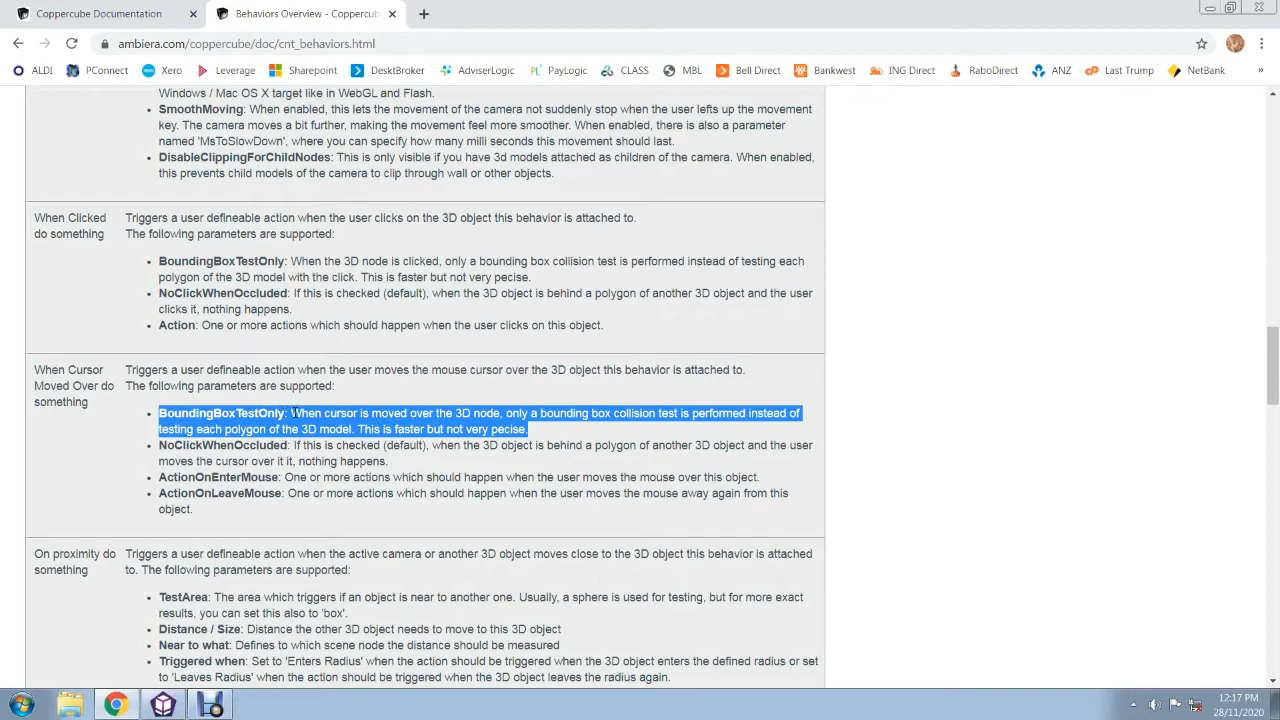 Coppercube Documentation
Behaviors Overview - Coppercub
ambiera.com/coppercube/doc/cnt_behaviors.html
ALDI PConnect Xero Leverage Sharepoint DesktBroker AdviserLogic PL PayLogic CLASS MBL Bell Direct Bankwest ING Direct RaboDirect ANZ Last Trump NetBank »
Windows / Mac OS X target like in WebGL and Flash.
• SmoothMoving: When enabled, this lets the movement of the camera not suddenly stop when the user lefts up the movement
key. The camera moves a bit further, making the movement feel more smoother. When enabled, there is also a parameter
named 'MsToSlowDown', where you can specify how many milli seconds this movement should last.
• DisableClippingForChildNodes: This is only visible if you have 3d models attached as children of the camera. When enabled,
this prevents child models of the camera to clip through wall or other objects.
When Clicked
do something
Triggers a user defineable action when the user clicks on the 3D object this behavior is attached to.
The following parameters are supported:
• BoundingBoxTestOnly: When the 3D node is clicked, only a bounding box collision test is performed instead of testing each
polygon of the 3D model with the click. This is faster but not very pecise.
• NoClickWhenOccluded: If this is checked (default), when the 3D object is behind a polygon of another 3D object and the user
clicks it, nothing happens.
• Action: One or more actions which should happen when the user clicks on this object.
When Cursor
Moved Over do
something
Triggers a user defineable action when the user moves the mouse cursor over the 3D object this behavior is attached to.
The following parameters are supported:
• BoundingBoxTestOnly: When cursor is moved over the 3D node, only a bounding box collision test is performed instead of
testing each polygon of the 3D model. This is faster but not very pecise.
• NoClickWhenOccluded: If this is checked (default), when the 3D object is behind a polygon of another 3D object and the user
moves the cursor over it it, nothing happens.
• ActionOnEnterMouse: One or more actions which should happen when the user moves the mouse over this object.
• ActionOnLeaveMouse: One or more actions which should happen when the user moves the mouse away again from this
object.
On proximity do
something
Triggers a user defineable action when the active camera or another 3D object moves close to the 3D object this behavior is attached
to. The following parameters are supported:
• TestArea: The area which triggers if an object is near to another one. Usually, a sphere is used for testing, but for more exact
results, you can set this also to 'box'.
• Distance / Size: Distance the other 3D object needs to move to this 3D object
• Near to what: Defines to which scene node the distance should be measured
• Triggered when: Set to 'Enters Radius' when the action should be triggered when the 3D object enters the defined radius or set
to 'Leaves Radius' when the action should be triggered when the 3D object leaves the radius again.
12:17 PM
28/11/2020